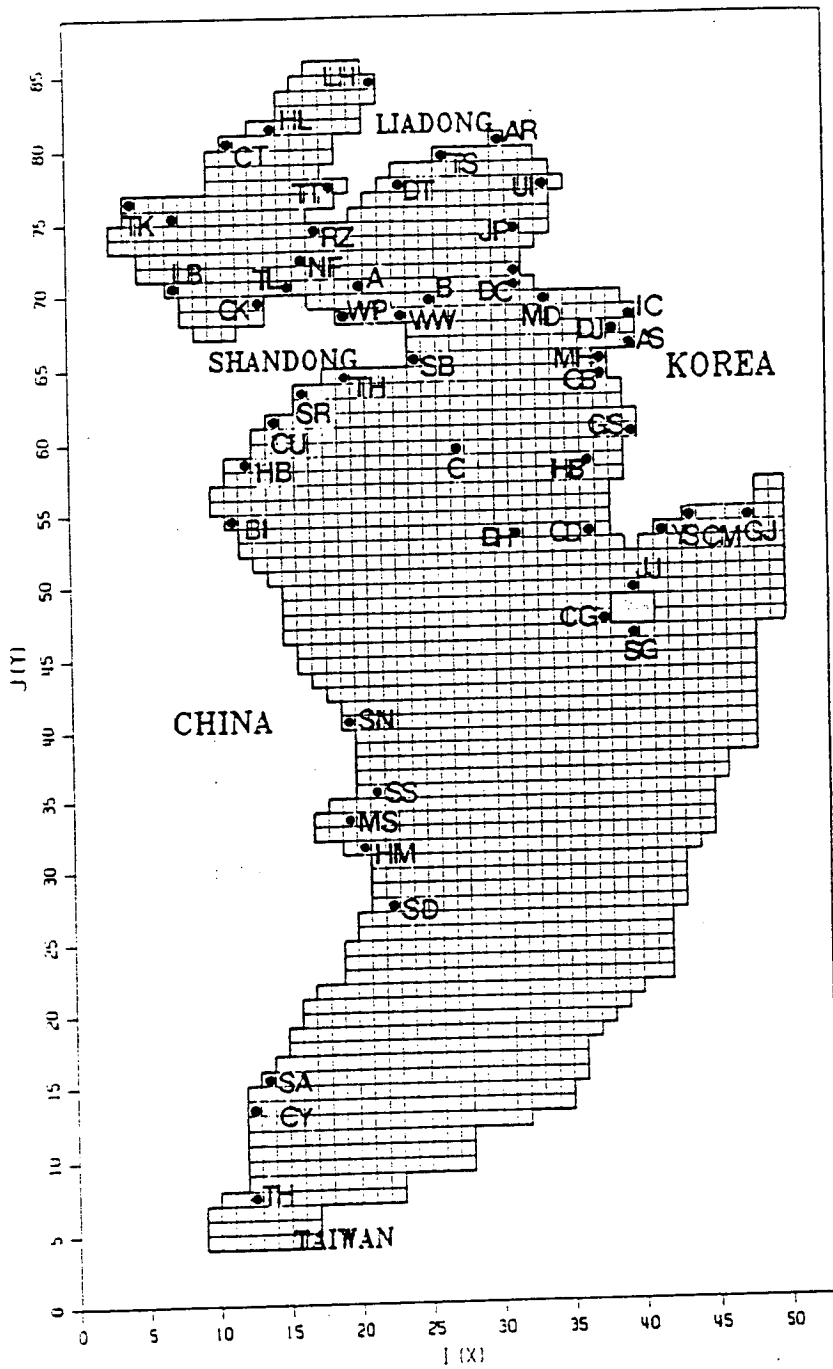 85
80
75
70
65
60
55
50
45
40
35
30
25
20
15
10
5
0
J (Y)
LH
HL
LIADONG
AR
CT
TS
DT
UI
TK
RZ
JP
LB
TL
NF
A
B
DC
CK
WP
WW
MD
IC
DJ
AS
SHANDONG
SB
MH
CB
KOREA
TH
SR
GS
CU
HB
C
HB
BI
CD
YS
CM
GJ
JJ
CG
SG
CHINA
SN
SS
MS
HM
SD
SA
CY
TH
TAIWAN
0 5 10 15 20 25 30 35 40 45 50
I (X)